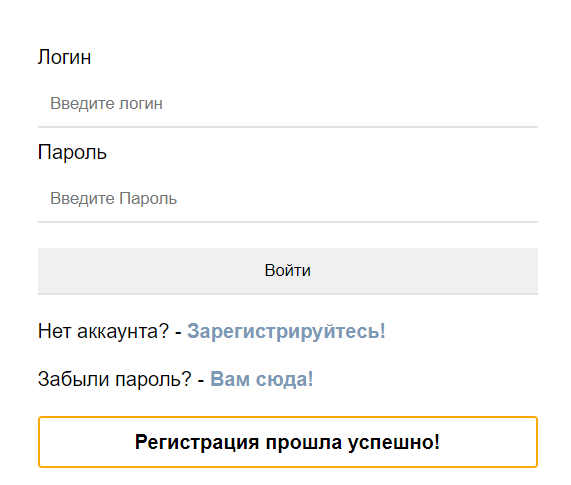 Логин
Введите логин
Пароль
Введите Пароль
Войти
Нет аккаунта? - Зарегистрируйтесь!
Забыли пароль? - Вам сюда!
Регистрация прошла успешно!